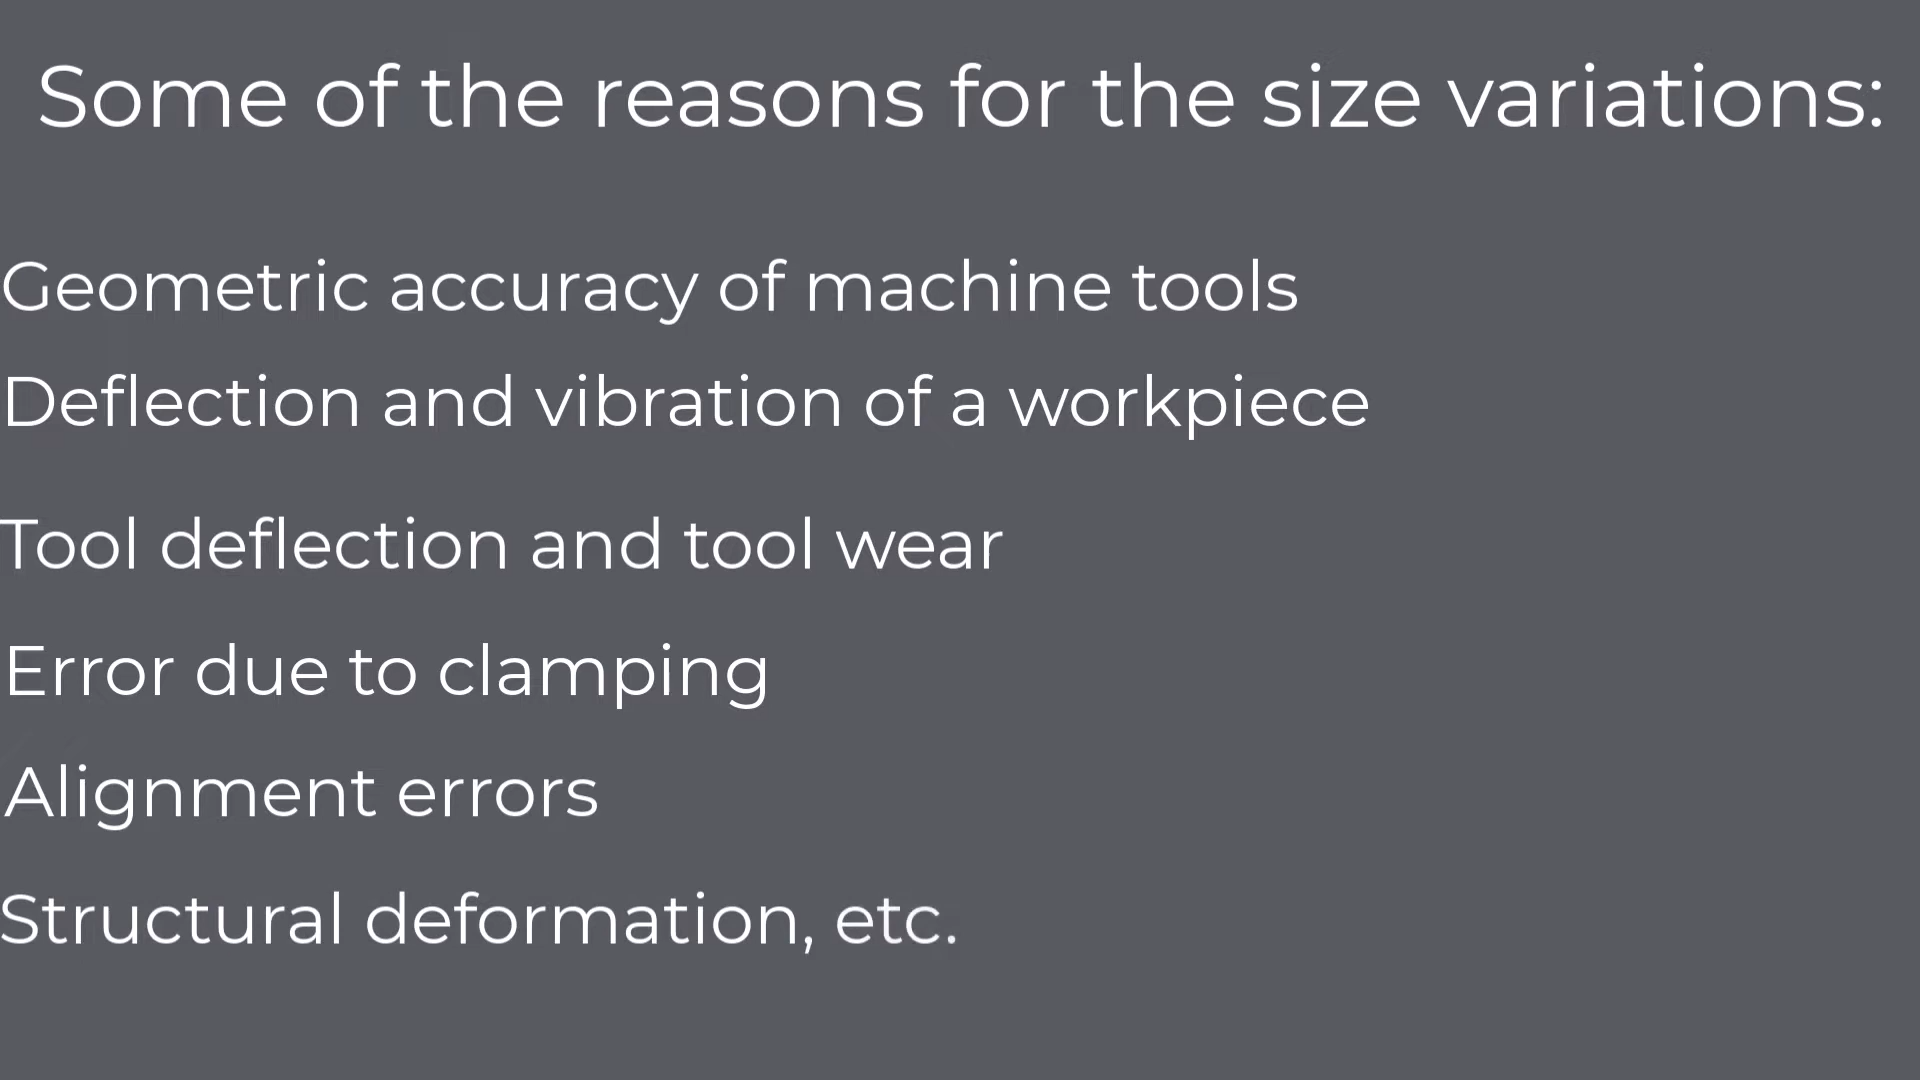 Some of the reasons for the size variations:
Geometric accuracy of machine tools
Deflection and vibration of a workpiece
Tool deflection and tool wear
Error due to clamping
Alignment errors
Structural deformation, etc.